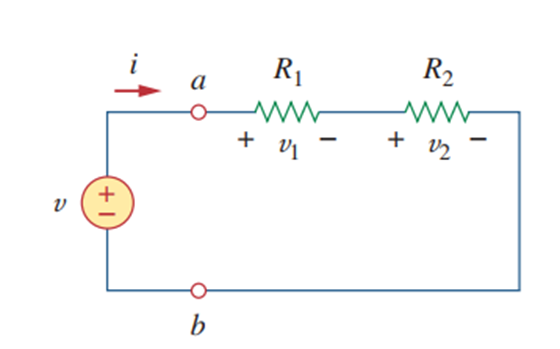 i
a
R₁
R₂
+ v₁ − + v₂ −
v
+
−
b